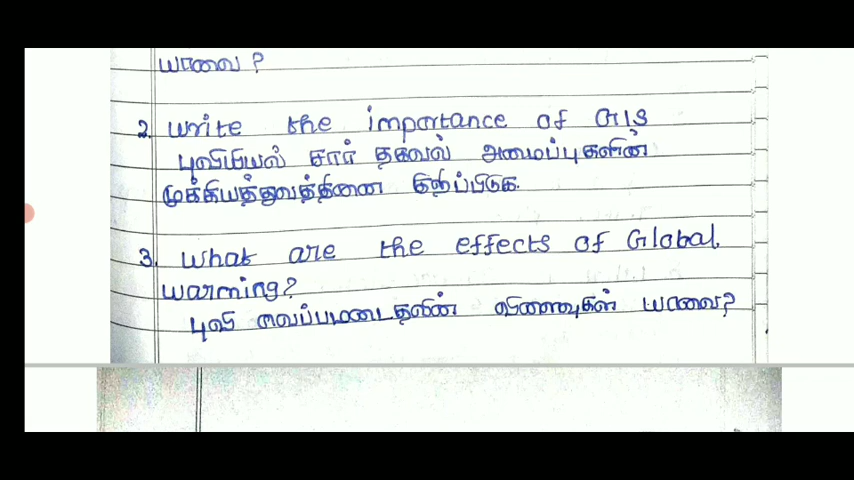 யாவை?
2. Write the importance of GIS
புவியியல் சார் தகவல் அமைப்புகளின்
முக்கியத்துவத்தினை குறிப்பிடுக.
3. What are the effects of Global
warming?
புவி வெப்பமடைதலின் விளைவுகள் யாவை?